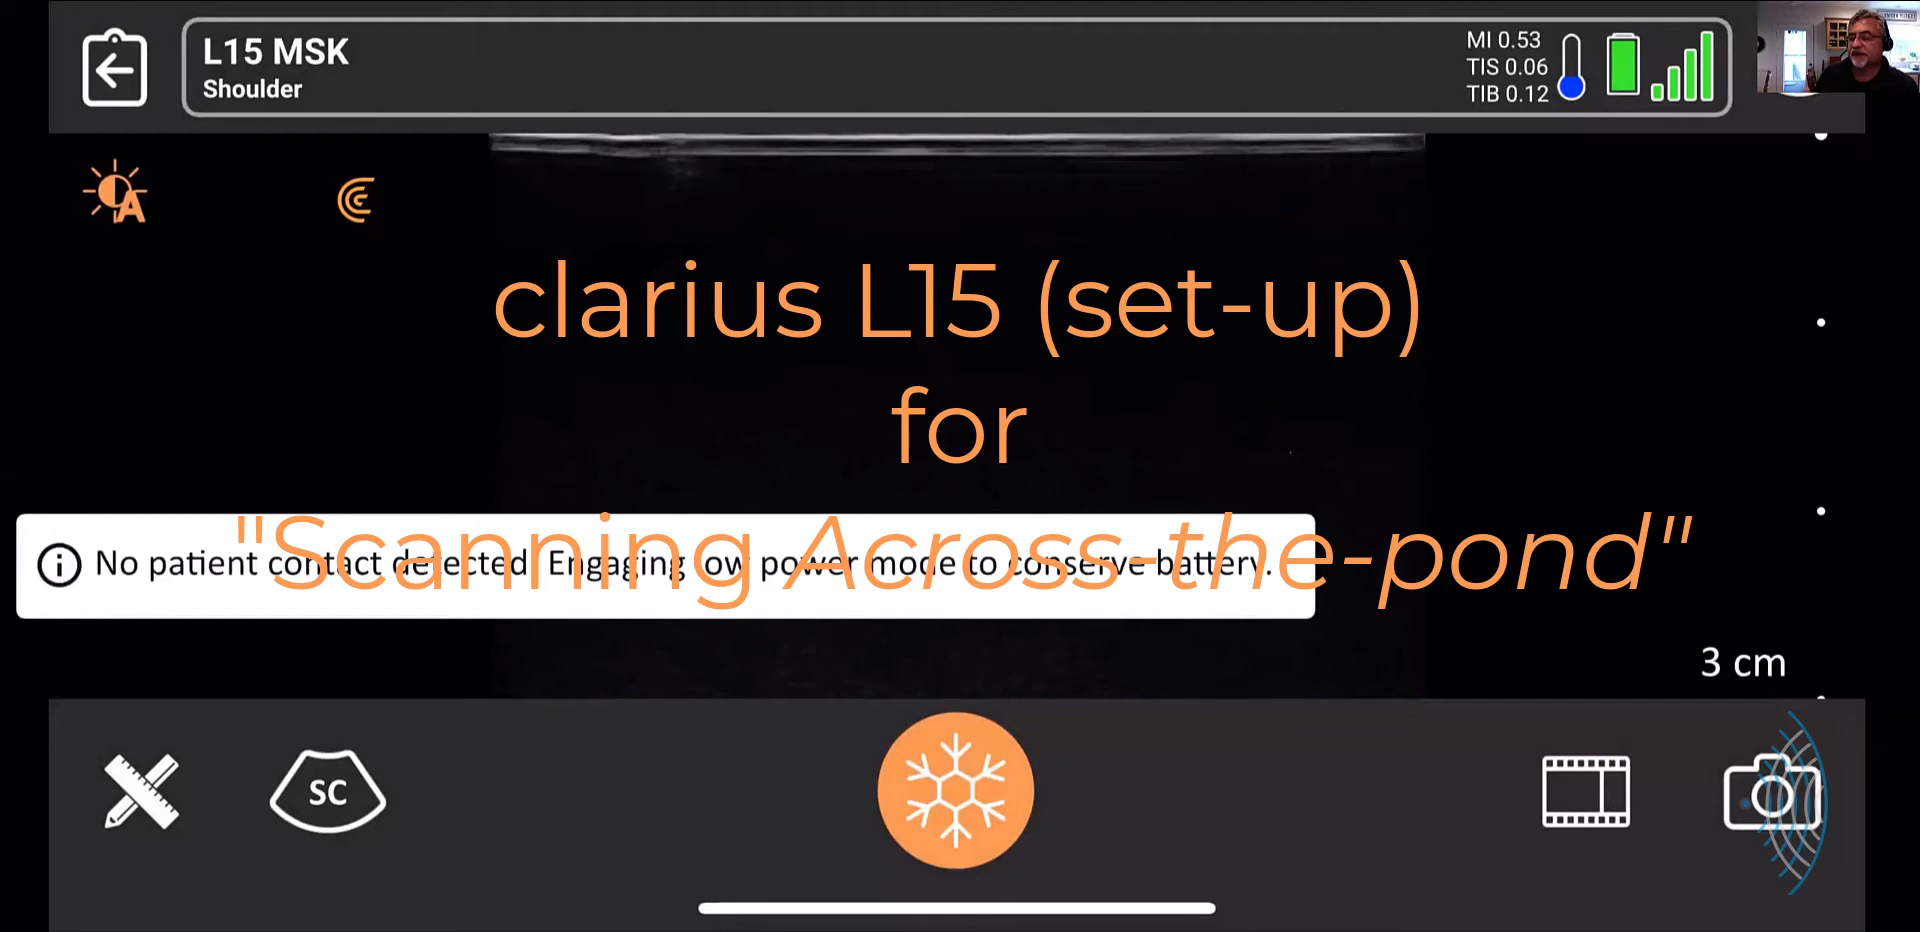 L15 MSK
Shoulder
MI 0.53
TIS 0.06
TIB 0.12
A
clarius L15 (set-up)
for
"Scanning Across-the-pond"
No patient contact detected. Engaging low power mode to conserve battery.
3 cm
SC